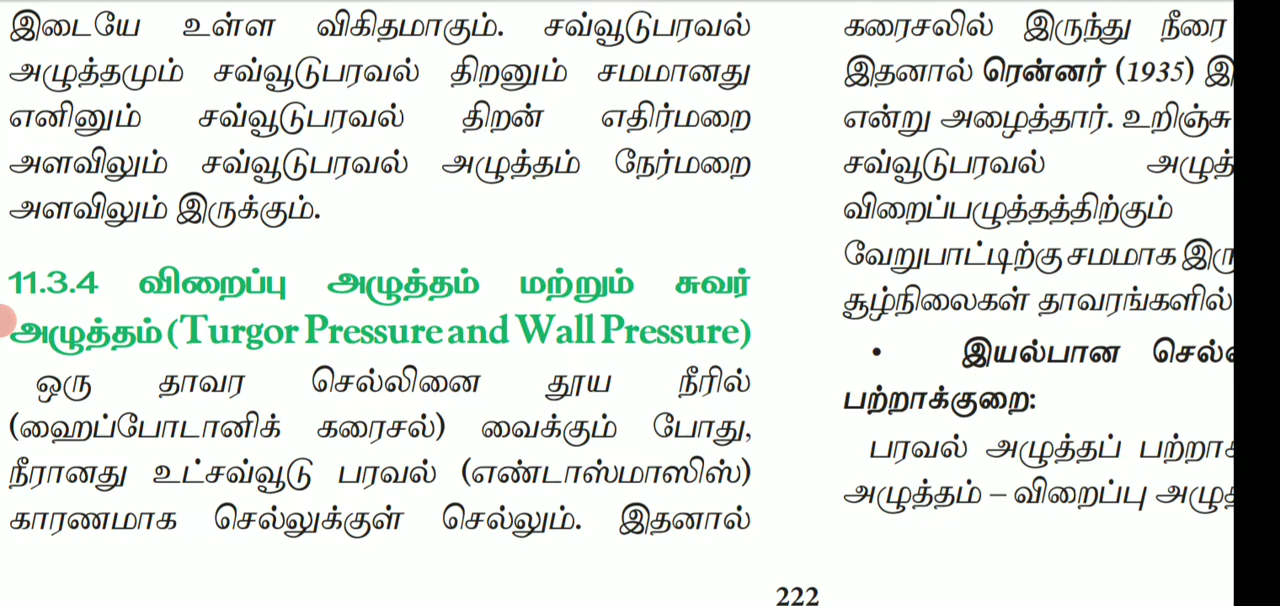 இடையே உள்ள விகிதமாகும். சவ்வூடுபரவல்
அழுத்தமும் சவ்வூடுபரவல் திறனும் சமமானது
எனினும் சவ்வூடுபரவல் திறன் எதிர்மறை
அளவிலும் சவ்வூடுபரவல் அழுத்தம் நேர்மறை
அளவிலும் இருக்கும்.
11.3.4 விறைப்பு அழுத்தம் மற்றும் சுவர்
அழுத்தம் (Turgor Pressure and Wall Pressure)
ஒரு தாவர செல்லினை தூய நீரில்
(ஹைப்போடானிக் கரைசல்) வைக்கும் போது,
நீரானது உட்சவ்வூடு பரவல் (எண்டாஸ்மாஸிஸ்)
காரணமாக செல்லுக்குள் செல்லும். இதனால்
கரைசலில் இருந்து நீரை
இதனால் ரென்னர் (1935)
என்று அழைத்தார். உறிஞ்சு
சவ்வூடுபரவல்
விறைப்பழுத்தத்திற்கும்
வேறுபாட்டிற்கு சமமாக
சூழ்நிலைகள் தாவரங்களில்
• இயல்பான
பற்றாக்குறை:
பரவல் அழுத்தப்
அழுத்தம் – விறைப்பு
222